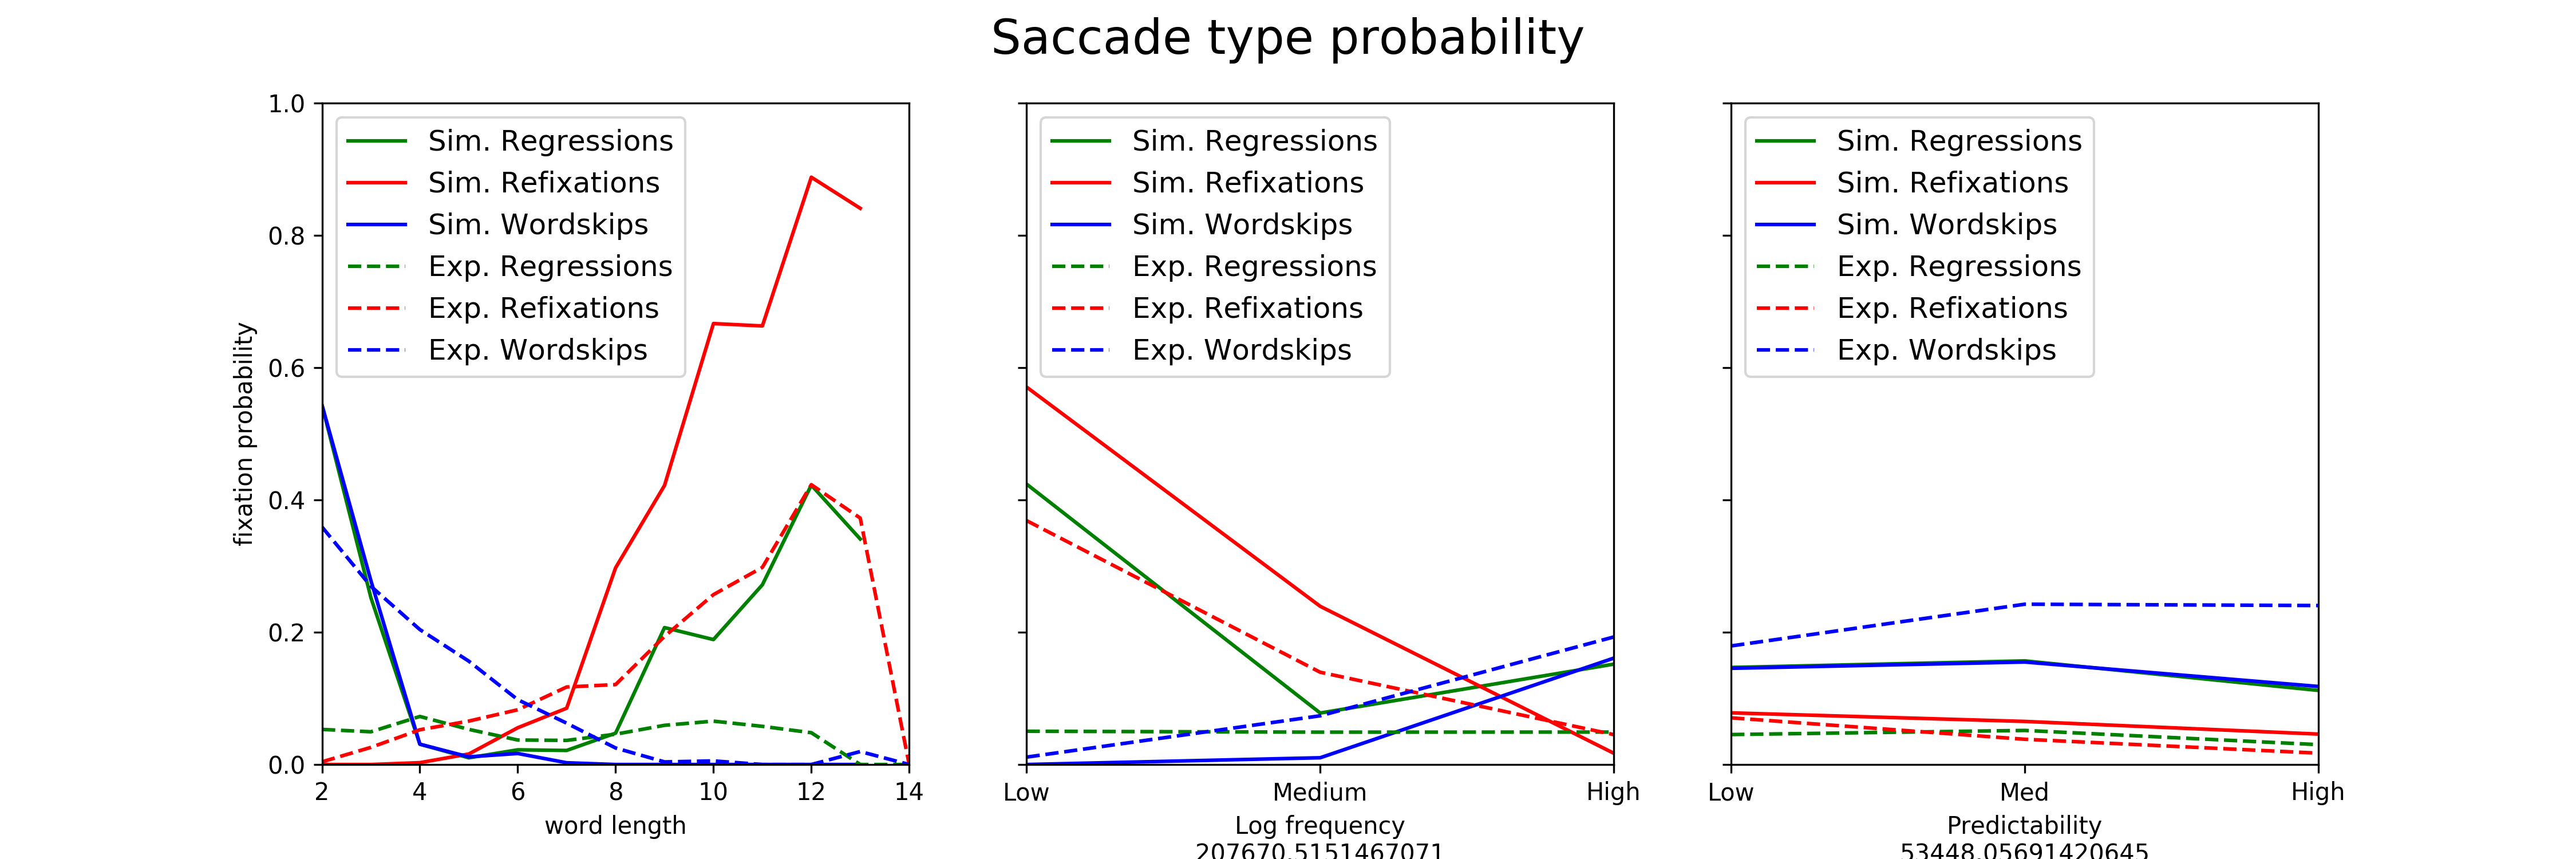 Saccade type probability
1.0
0.8
0.6
0.4
0.2
0.0
fixation probability
Sim. Regressions
Sim. Refixations
Sim. Wordskips
Exp. Regressions
Exp. Refixations
Exp. Wordskips
2 4 6 8 10 12 14
word length
Sim. Regressions
Sim. Refixations
Sim. Wordskips
Exp. Regressions
Exp. Refixations
Exp. Wordskips
Low Medium High
Log frequency
207670.5151467071
Sim. Regressions
Sim. Refixations
Sim. Wordskips
Exp. Regressions
Exp. Refixations
Exp. Wordskips
Low Med High
Predictability
53448.05691420645